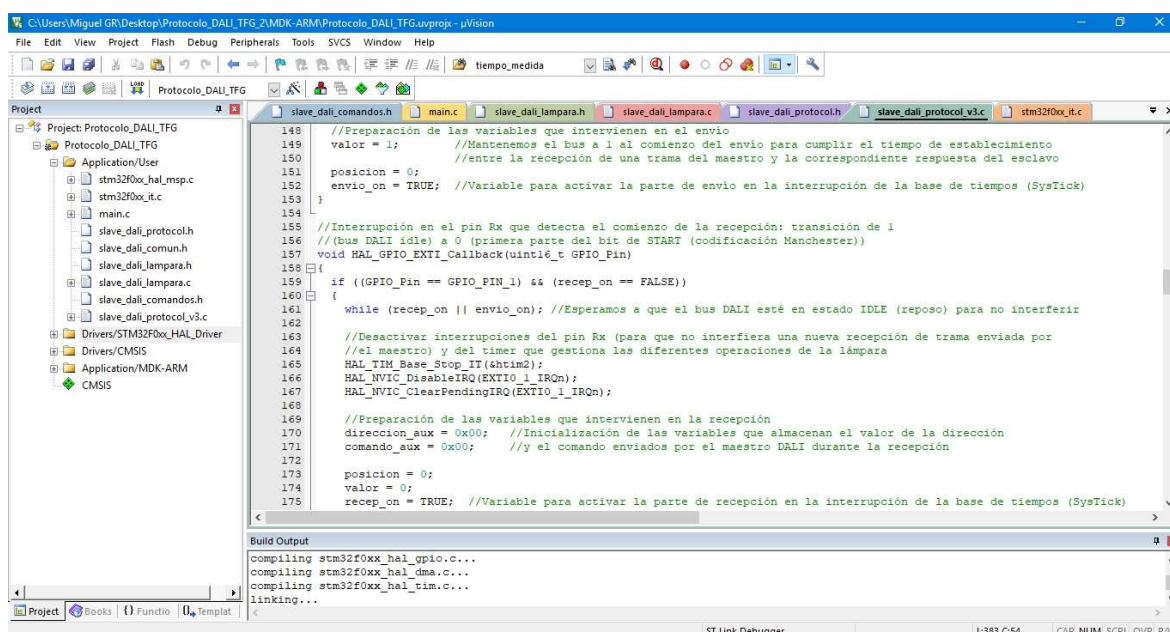 C:\Users\Miguel GR\Desktop\Protocolo_DALI_TFG_2\MDK-ARM\Protocolo_DALI_TFG.uvprojx - µVision
File Edit View Project Flash Debug Peripherals Tools SVCS Window Help
tiempo_medida
LOAD Protocolo_DALI_TFG
Project
Project: Protocolo_DALI_TFG
Protocolo_DALI_TFG
Application/User
stm32f0xx_hal_msp.c
stm32f0xx_it.c
main.c
slave_dali_protocol.h
slave_dali_comun.h
slave_dali_lampara.h
slave_dali_lampara.c
slave_dali_comandos.h
slave_dali_protocol_v3.c
Drivers/STM32F0xx_HAL_Driver
Drivers/CMSIS
Application/MDK-ARM
CMSIS
Project Books {} Functio 0 Templat
slave_dali_comandos.h main.c slave_dali_lampara.h slave_dali_lampara.c slave_dali_protocol.h slave_dali_protocol_v3.c stm32f0xx_it.c
148 //Preparación de las variables que intervienen en el envío
149 valor = 1; //Mantenemos el bus a 1 al comienzo del envío para cumplir el tiempo de establecimiento
150 //entre la recepción de una trama del maestro y la correspondiente respuesta del esclavo
151 posicion = 0;
152 envio_on = TRUE; //Variable para activar la parte de envío en la interrupción de la base de tiempos (SysTick)
153 }
154
155 //Interrupción en el pin Rx que detecta el comienzo de la recepción: transición de 1
156 //(bus DALI idle) a 0 (primera parte del bit de START (codificación Manchester))
157 void HAL_GPIO_EXTI_Callback(uint16_t GPIO_Pin)
158 {
159 if ((GPIO_Pin == GPIO_PIN_1) && (recep_on == FALSE))
160 {
161 while (recep_on || envio_on); //Esperamos a que el bus DALI esté en estado IDLE (reposo) para no interferir
162
163 //Desactivar interrupciones del pin Rx (para que no interfiera una nueva recepción de trama enviada por
164 //el maestro) y del timer que gestiona las diferentes operaciones de la lámpara
165 HAL_TIM_Base_Stop_IT(&htim2);
166 HAL_NVIC_DisableIRQ(EXTI0_1_IRQn);
167 HAL_NVIC_ClearPendingIRQ(EXTI0_1_IRQn);
168
169 //Preparación de las variables que intervienen en la recepción
170 direccion_aux = 0x00; //Inicialización de las variables que almacenan el valor de la dirección
171 comando_aux = 0x00; //y el comando enviados por el maestro DALI durante la recepción
172
173 posicion = 0;
174 valor = 0;
175 recep_on = TRUE; //Variable para activar la parte de recepción en la interrupción de la base de tiempos (SysTick)
Build Output
compiling stm32f0xx_hal_gpio.c...
compiling stm32f0xx_hal_dma.c...
compiling stm32f0xx_hal_tim.c...
linking...
ST-Link Debugger L:383 C:54 CAP NUM SCRL OVR R/